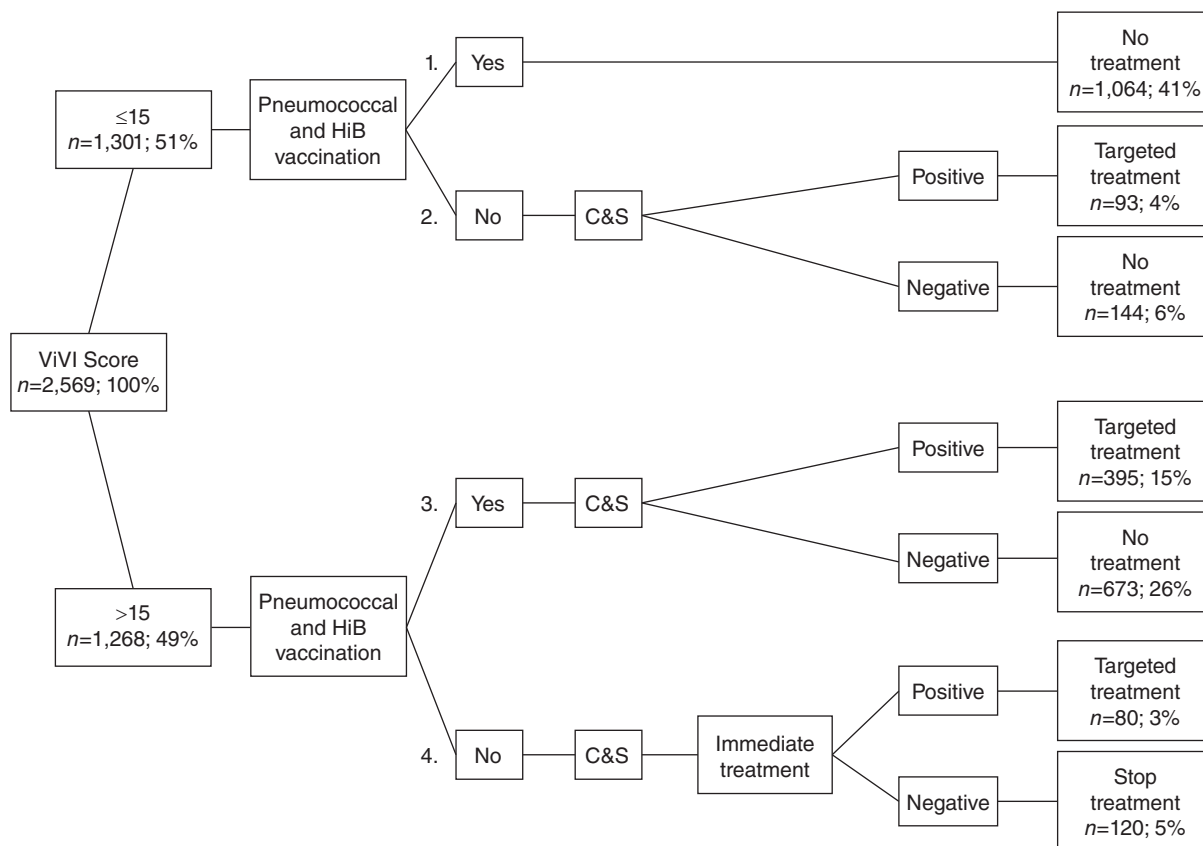 1.
Yes
No
treatment
n=1,064; 41%
≤15
n=1,301; 51%
Pneumococcal
and HiB
vaccination
2.
No
C&S
Positive
Targeted
treatment
n=93; 4%
Negative
No
treatment
n=144; 6%
ViVI Score
n=2,569; 100%
3.
Yes
C&S
Positive
Targeted
treatment
n=395; 15%
Negative
No
treatment
n=673; 26%
>15
n=1,268; 49%
Pneumococcal
and HiB
vaccination
4.
No
C&S
Immediate
treatment
Positive
Targeted
treatment
n=80; 3%
Negative
Stop
treatment
n=120; 5%